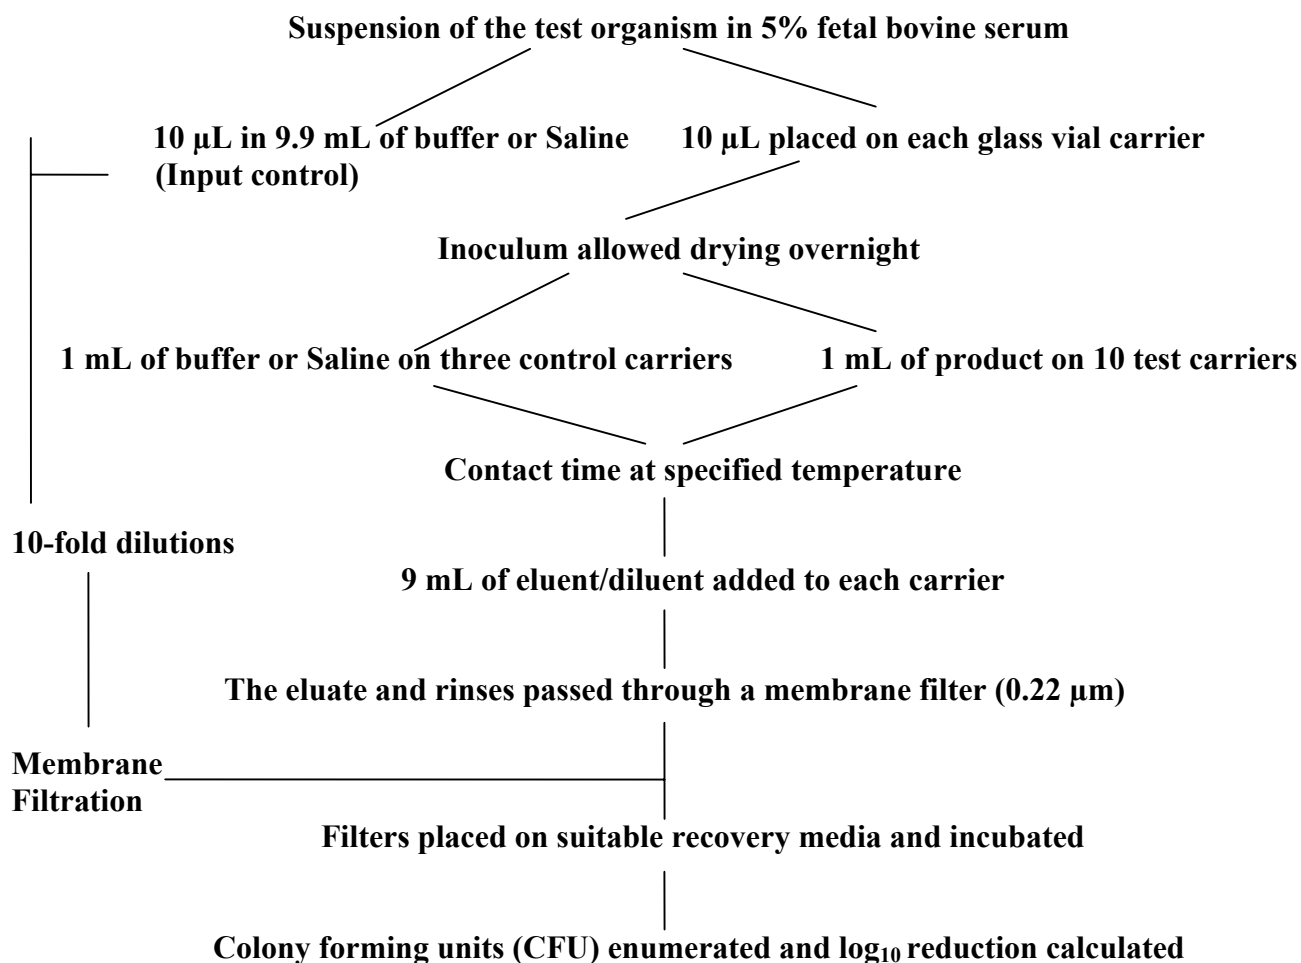 Suspension of the test organism in 5% fetal bovine serum
10 µL in 9.9 mL of buffer or Saline
(Input control)
10 µL placed on each glass vial carrier
Inoculum allowed drying overnight
1 mL of buffer or Saline on three control carriers
1 mL of product on 10 test carriers
Contact time at specified temperature
10-fold dilutions
9 mL of eluent/diluent added to each carrier
The eluate and rinses passed through a membrane filter (0.22 µm)
Membrane
Filtration
Filters placed on suitable recovery media and incubated
Colony forming units (CFU) enumerated and log₁₀ reduction calculated